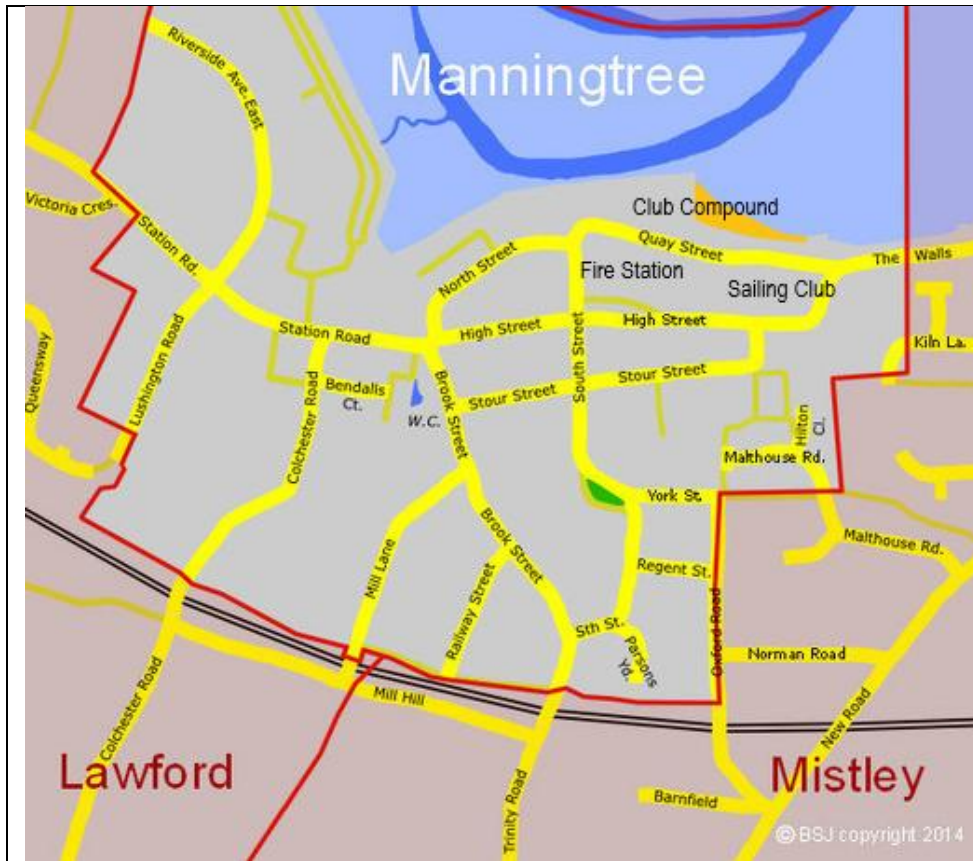 Riverside Ave. East
Manningtree
Victoria Cres.
Station Rd.
Club Compound
Quay Street
North Street
Fire Station
The Walls
Sailing Club
Station Road
High Street
High Street
Kiln La.
Queensway
Lushington Road
Colchester Road
Bendalls
Ct.
W.C.
Brook Street
Stour Street
Stour Street
South Street
Hilton
Cl.
Malthouse Rd.
York St.
Brook Street
Mill Lane
Malthouse Rd.
Railway Street
Regent St.
Oxford Road
Sth St.
Parsons
Yd.
Norman Road
Mill Hill
Colchester Road
New Road
Lawford
Mistley
Trinity Road
Barnfield
© BSJ copyright 2014